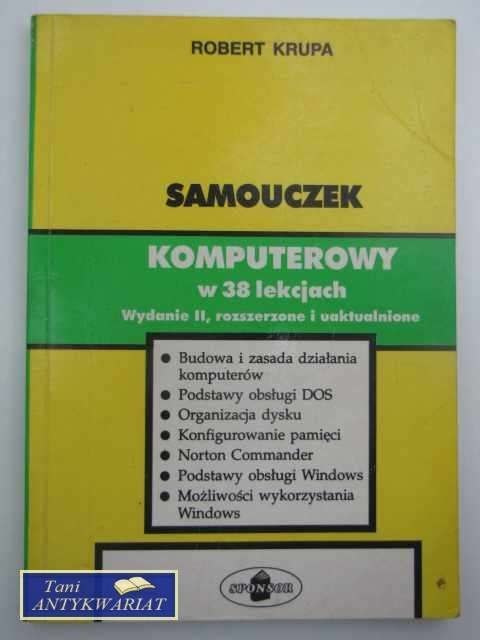 ROBERT KRUPA
SAMOUCZEK
KOMPUTEROWY
w 38 lekcjach
Wydanie II, rozszerzone i uaktualnione
● Budowa i zasada działania
komputerów
● Podstawy obsługi DOS
● Organizacja dysku
● Konfigurowanie pamięci
● Norton Commander
● Podstawy obsługi Windows
● Możliwości wykorzystania
Windows
SPONSOR
Tani
ANTYKWARIAT